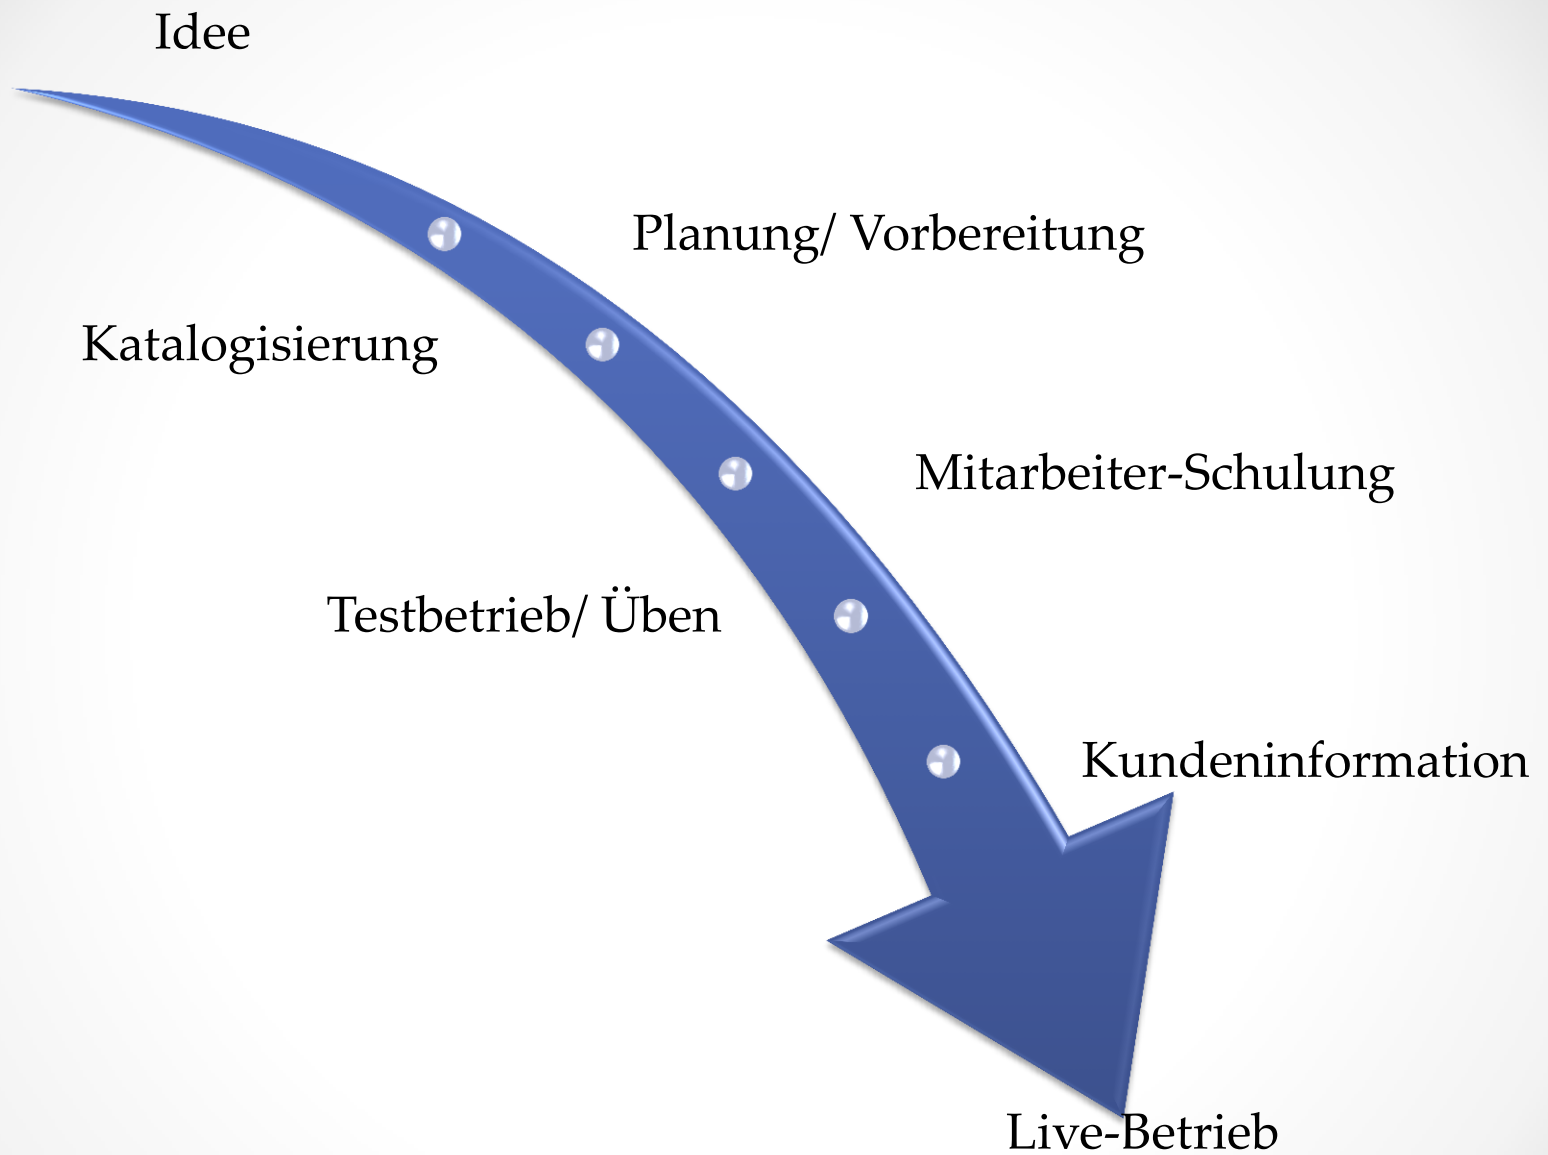 Idee
Planung/ Vorbereitung
Katalogisierung
Mitarbeiter-Schulung
Testbetrieb/ Üben
Kundeninformation
Live-Betrieb